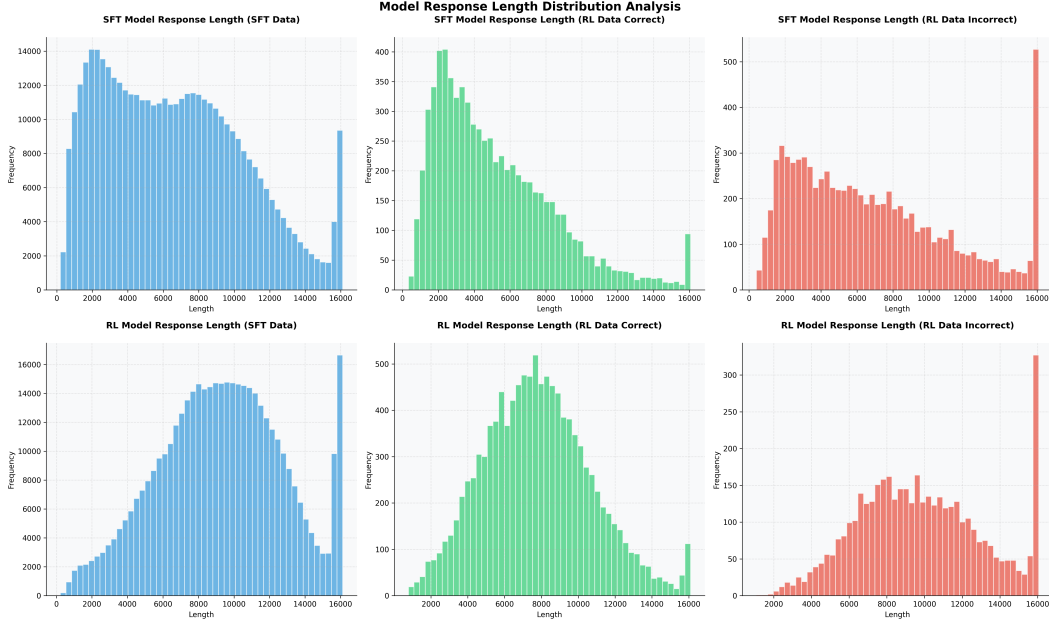 Model Response Length Distribution Analysis
SFT Model Response Length (SFT Data)
Frequency
14000
12000
10000
8000
6000
4000
2000
0
0 2000 4000 6000 8000 10000 12000 14000 16000
Length
SFT Model Response Length (RL Data Correct)
Frequency
400
350
300
250
200
150
100
50
0
0 2000 4000 6000 8000 10000 12000 14000 16000
Length
SFT Model Response Length (RL Data Incorrect)
Frequency
500
400
300
200
100
0
0 2000 4000 6000 8000 10000 12000 14000 16000
Length
RL Model Response Length (SFT Data)
Frequency
16000
14000
12000
10000
8000
6000
4000
2000
0
0 2000 4000 6000 8000 10000 12000 14000 16000
Length
RL Model Response Length (RL Data Correct)
Frequency
500
400
300
200
100
0
2000 4000 6000 8000 10000 12000 14000 16000
Length
RL Model Response Length (RL Data Incorrect)
Frequency
300
250
200
150
100
50
0
2000 4000 6000 8000 10000 12000 14000 16000
Length